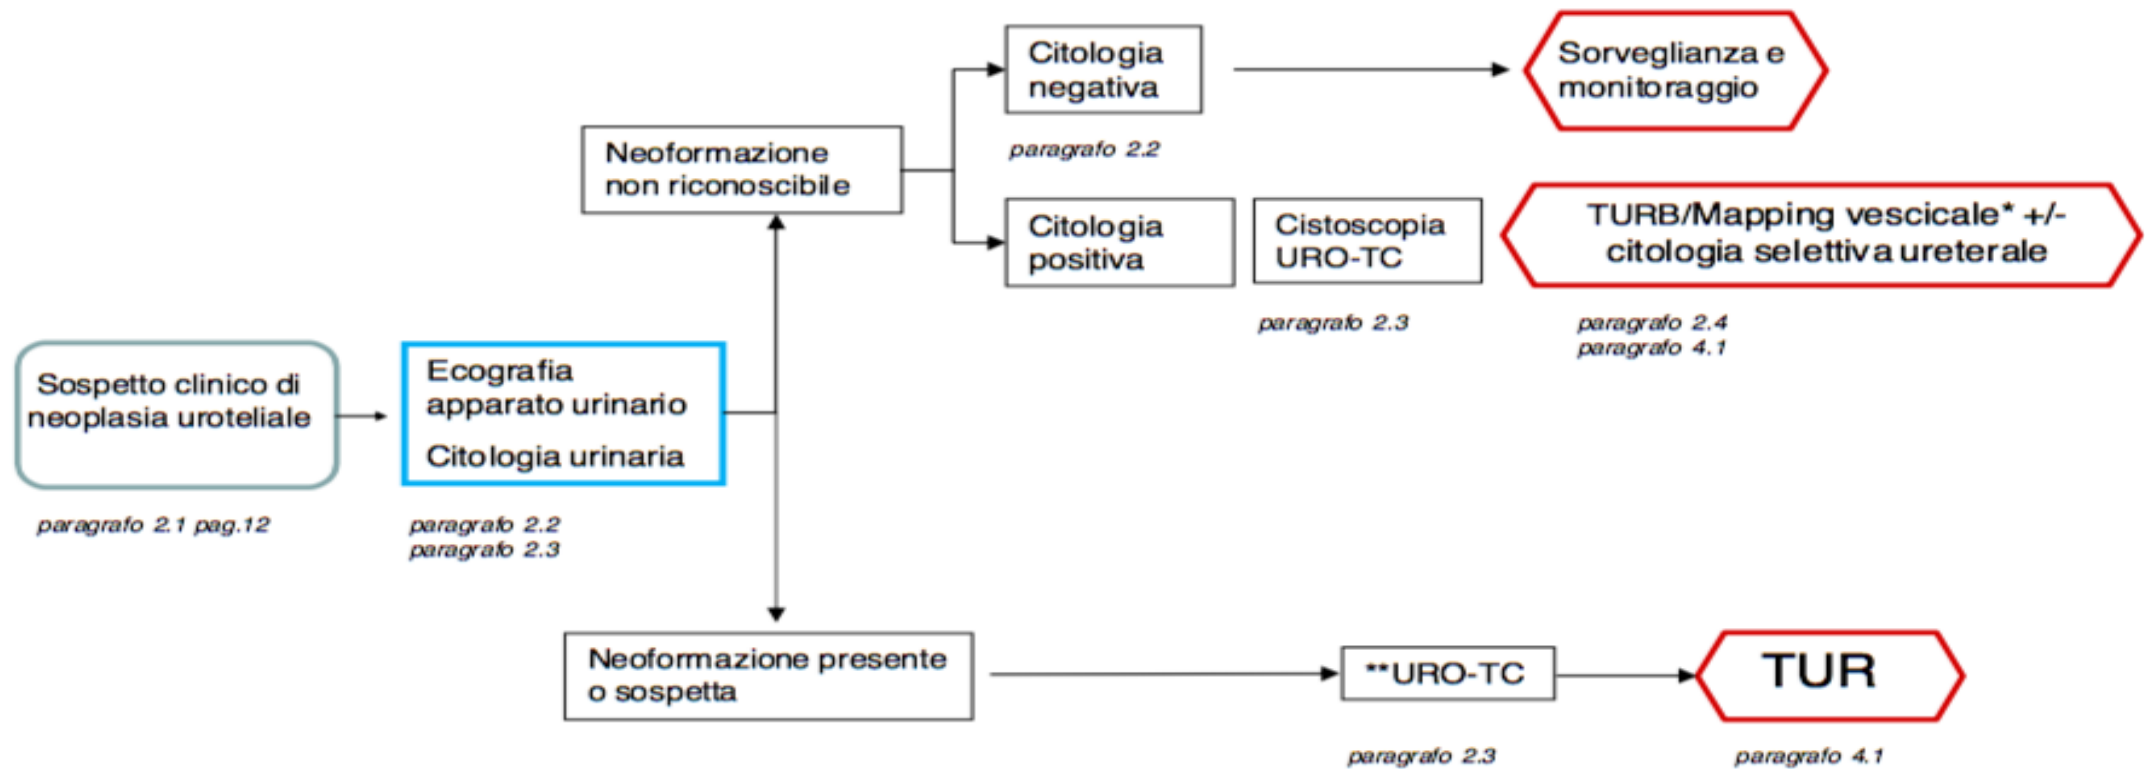 Citologia
negativa
paragrafo 2.2
Sorveglianza e
monitoraggio
Neoformazione
non riconoscibile
Citologia
positiva
Cistoscopia
URO-TC
paragrafo 2.3
TURB/Mapping vescicale* +/-
citologia selettiva ureterale
paragrafo 2.4
paragrafo 4.1
Sospetto clinico di
neoplasia uroteliale
paragrafo 2.1 pag.12
Ecografia
apparato urinario
Citologia urinaria
paragrafo 2.2
paragrafo 2.3
Neoformazione presente
o sospetta
**URO-TC
paragrafo 2.3
TUR
paragrafo 4.1